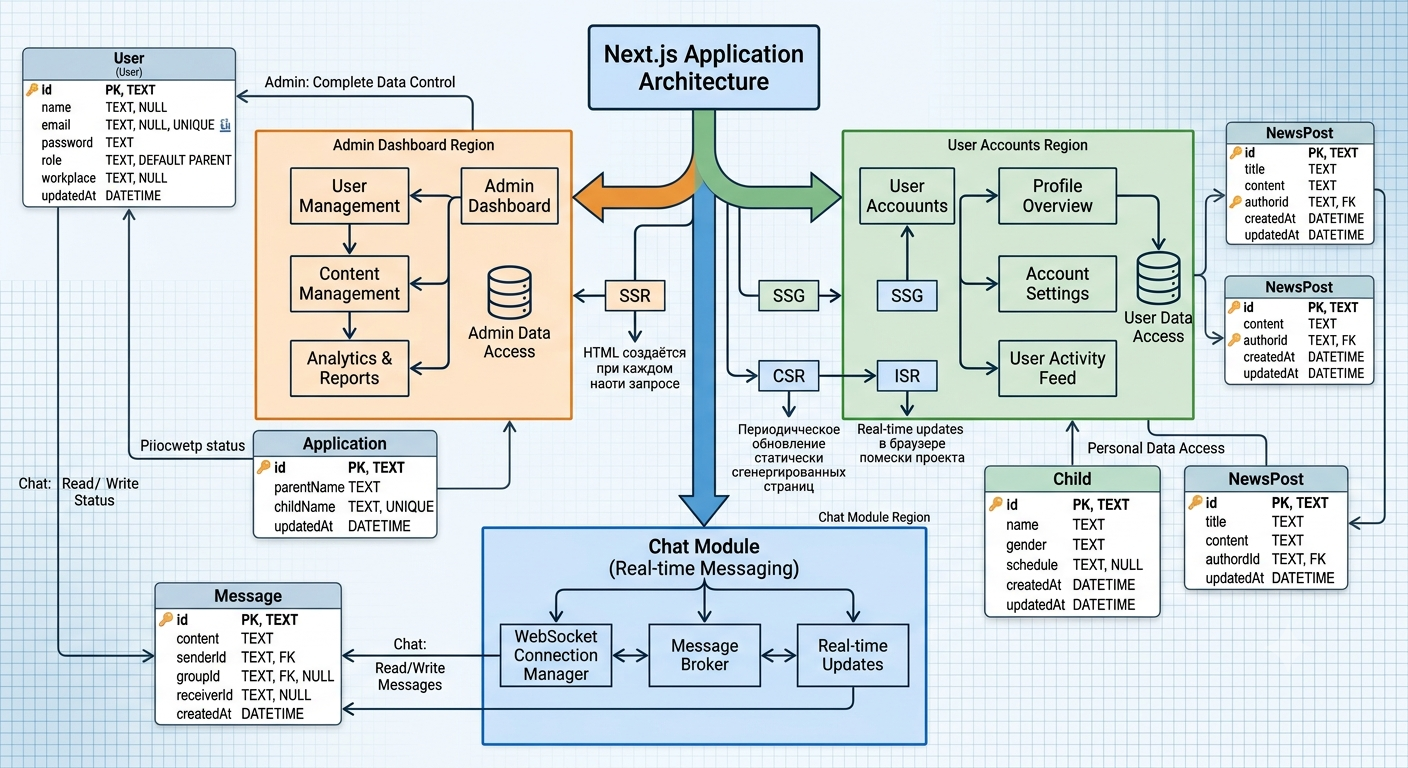 Next.js Application
Architecture
User
(User)
id PK, TEXT
name TEXT, NULL
email TEXT, NULL, UNIQUE
password TEXT
role TEXT, DEFAULT PARENT
workplace TEXT, NULL
updatedAt DATETIME
Admin: Complete Data Control
Admin Dashboard Region
User
Management
Admin
Dashboard
Content
Management
Analytics &
Reports
Admin Data
Access
SSR
HTML создаётся
при каждом
наоти запросе
SSG
CSR
Периодическое
обновление
статически
сгенергированных
страниц
User Accounts Region
User
Accoounts
SSG
ISR
Real-time updates
в браузере
помески проекта
Profile
Overview
Account
Settings
User Activity
Feed
User Data
Access
NewsPost
id PK, TEXT
title TEXT
content TEXT
authorid TEXT, FK
createdAt DATETIME
updatedAt DATETIME
NewsPost
id PK, TEXT
content TEXT
authorid TEXT, FK
createdAt DATETIME
updatedAt DATETIME
Piiocwetp status
Chat: Read/ Write
Status
Application
id PK, TEXT
parentName TEXT
childName TEXT, UNIQUE
updatedAt DATETIME
Personal Data Access
Child
id PK, TEXT
name TEXT
gender TEXT
schedule TEXT, NULL
createdAt DATETIME
updatedAt DATETIME
NewsPost
id PK, TEXT
title TEXT
content TEXT
authordId TEXT, FK
updatedAt DATETIME
Chat Module Region
Chat Module
(Real-time Messaging)
WebSocket
Connection
Manager
Message
Broker
Real-time
Updates
Chat:
Read/Write
Messages
Message
id PK, TEXT
content TEXT
senderId TEXT, FK
groupId TEXT, FK, NULL
receiverId TEXT, NULL
createdAt DATETIME